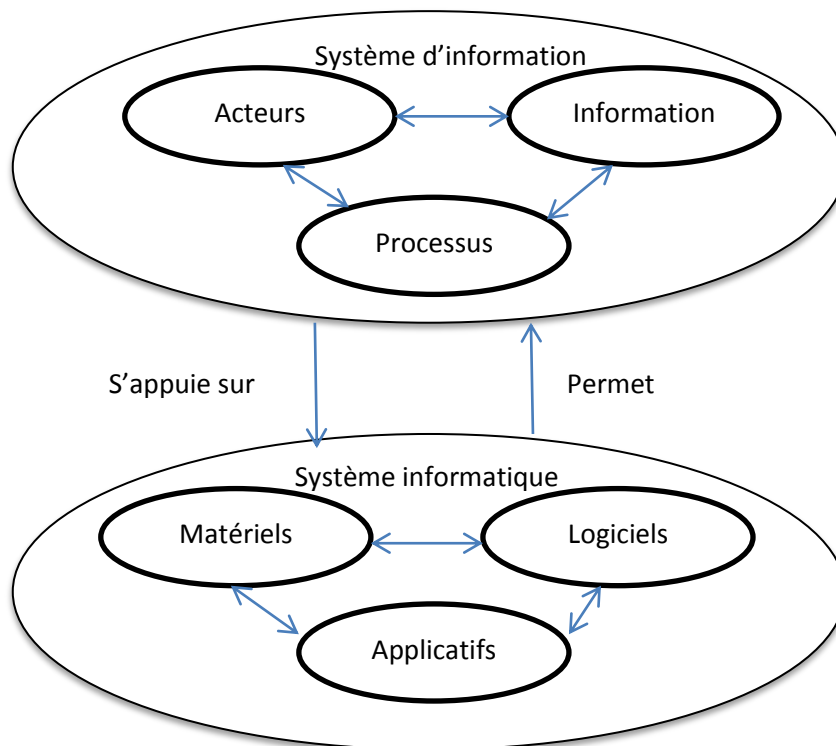 Système d’information
Acteurs
Information
Processus
S’appuie sur
Permet
Système informatique
Matériels
Logiciels
Applicatifs